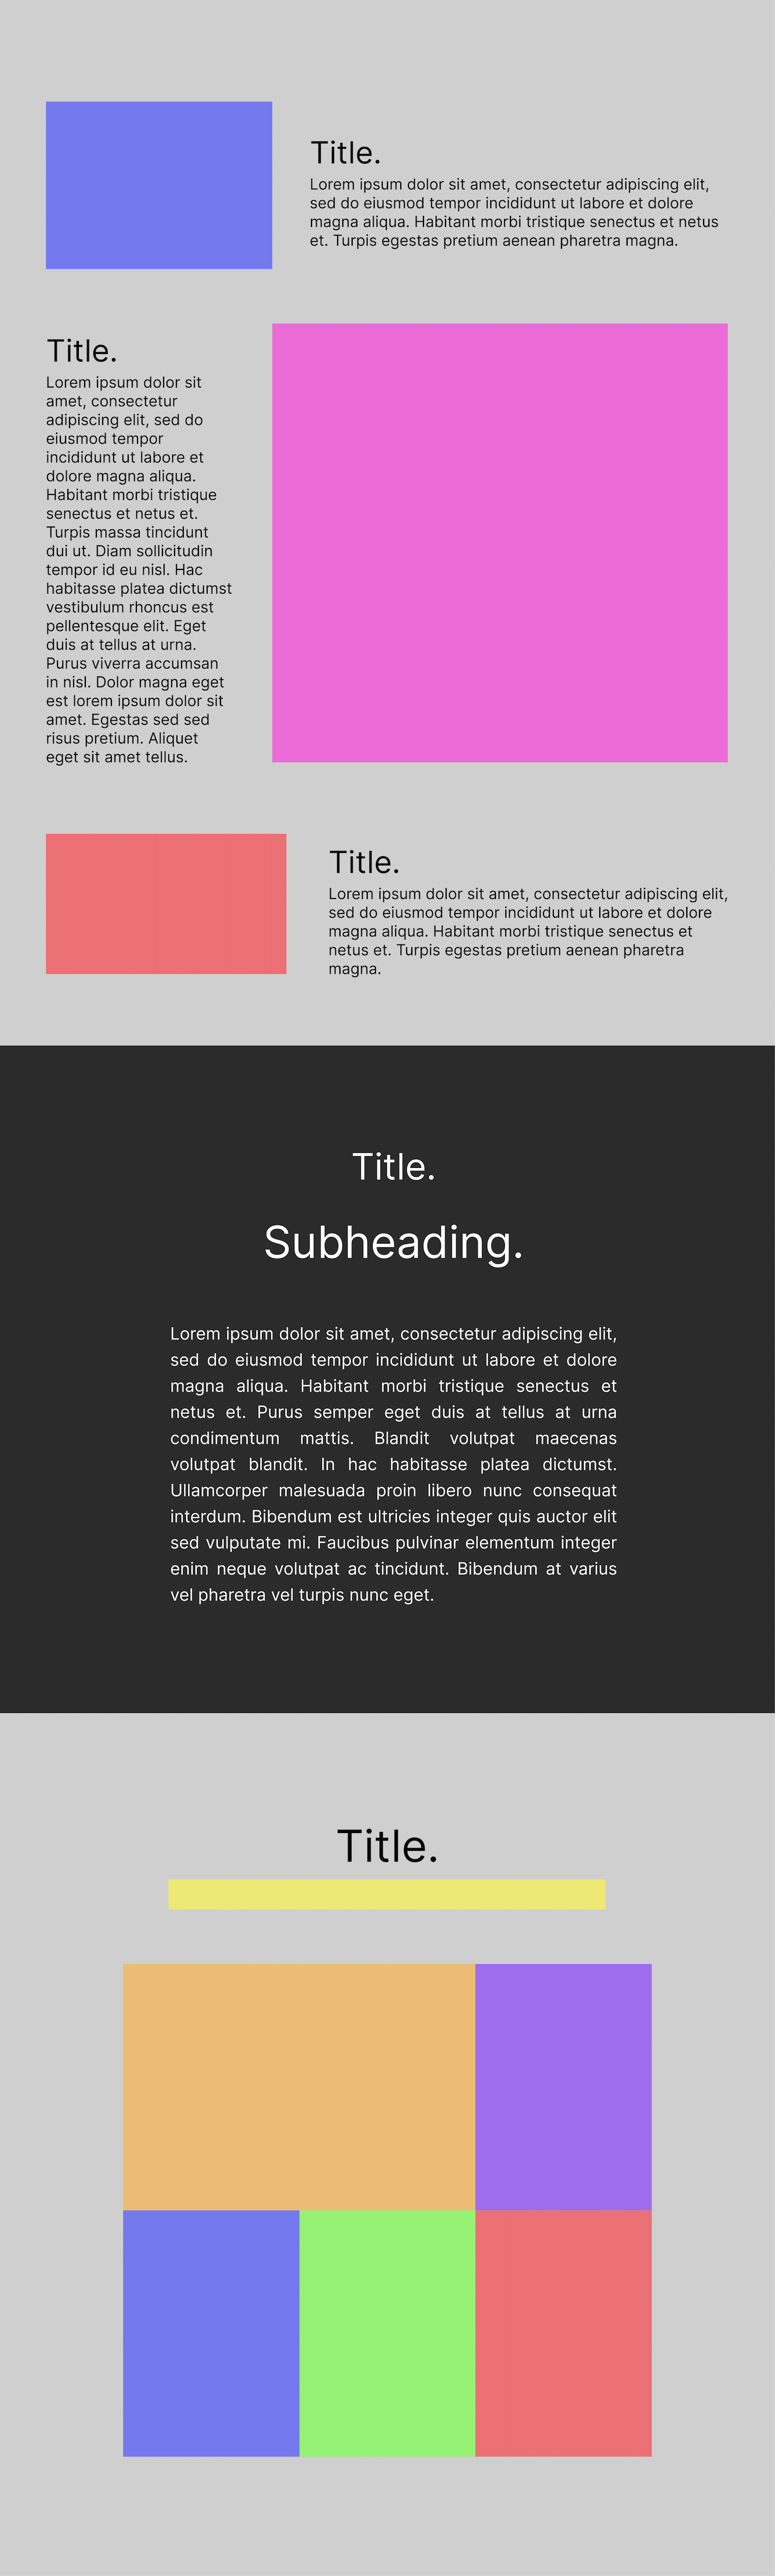 Title.
Lorem ipsum dolor sit amet, consectetur adipiscing elit,
sed do eiusmod tempor incididunt ut labore et dolore
magna aliqua. Habitant morbi tristique senectus et netus
et. Turpis egestas pretium aenean pharetra magna.
Title.
Lorem ipsum dolor sit
amet, consectetur
adipiscing elit, sed do
eiusmod tempor
incididunt ut labore et
dolore magna aliqua.
Habitant morbi tristique
senectus et netus et.
Turpis massa tincidunt
dui ut. Diam sollicitudin
tempor id eu nisl. Hac
habitasse platea dictumst
vestibulum rhoncus est
pellentesque elit. Eget
duis at tellus at urna.
Purus viverra accumsan
in nisl. Dolor magna eget
est lorem ipsum dolor sit
amet. Egestas sed sed
risus pretium. Aliquet
eget sit amet tellus.
Title.
Lorem ipsum dolor sit amet, consectetur adipiscing elit,
sed do eiusmod tempor incididunt ut labore et dolore
magna aliqua. Habitant morbi tristique senectus et
netus et. Turpis egestas pretium aenean pharetra
magna.
Title.
Subheading.
Lorem ipsum dolor sit amet, consectetur adipiscing elit,
sed do eiusmod tempor incididunt ut labore et dolore
magna aliqua. Habitant morbi tristique senectus et
netus et. Purus semper eget duis at tellus at urna
condimentum mattis. Blandit volutpat maecenas
volutpat blandit. In hac habitasse platea dictumst.
Ullamcorper malesuada proin libero nunc consequat
interdum. Bibendum est ultricies integer quis auctor elit
sed vulputate mi. Faucibus pulvinar elementum integer
enim neque volutpat ac tincidunt. Bibendum at varius
vel pharetra vel turpis nunc eget.
Title.